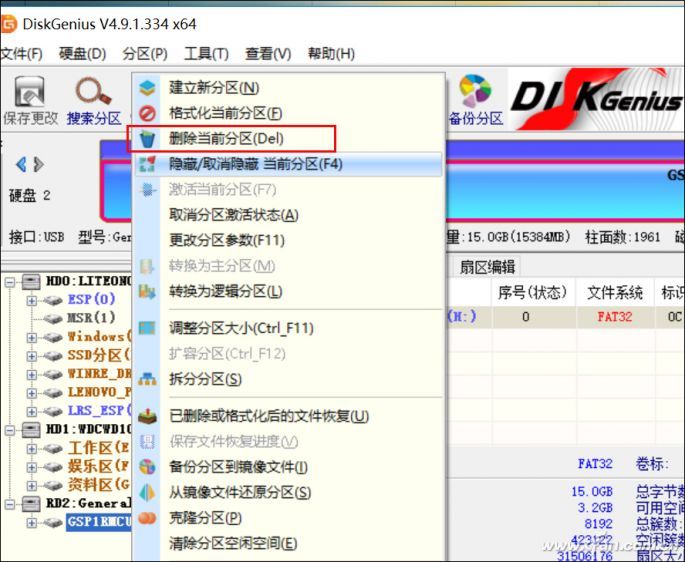 DiskGenius V4.9.1.334 x64
文件(F) 硬盘(D) 分区(P) 工具(T) 查看(V) 帮助(H)
保存更改 搜索分区 备份分区 DISKGenius
建立新分区(N)
格式化当前分区(F)
删除当前分区(Del)
隐藏/取消隐藏 当前分区(F4)
激活当前分区(F7)
取消分区激活状态(A)
更改分区参数(F11)
转换为主分区(M)
转换为逻辑分区(L)
调整分区大小(Ctrl_F11)
扩容分区(Ctrl_F12)
拆分分区(S)
已删除或格式化后的文件恢复(U)
保存文件恢复进度(V)
备份分区到镜像文件(I)
从镜像文件还原分区(S)
克隆分区(P)
清除分区空闲空间(E)
硬盘 2
GS
接口:USB 型号:Gen
量:15.0GB(15384MB) 柱面数:1961
HD0:LITEONO
ESP(0)
MSR(1)
Windows(
SSD分区(
WINRE_DR
LENOVO_P
LRS_ESP(
HD1:WDCWD10
工作区(E
娱乐区(F
资料区(G
RD2:General
GSP1RMCU
扇区编辑
序号(状态) 文件系统 标识
(H:) 0 FAT32 0C
FAT32 卷标:
15.0GB 总字节数
3.2GB 可用空间
8192 总簇数:
423122 空闲簇数:
31506176 扇区大小